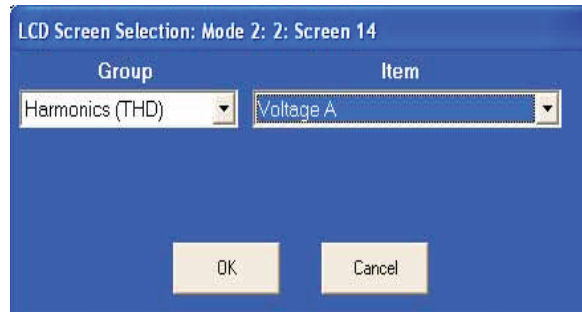 LCD Screen Selection: Mode 2: 2: Screen 14
Group Item
Harmonics (THD) Voltage A
OK Cancel